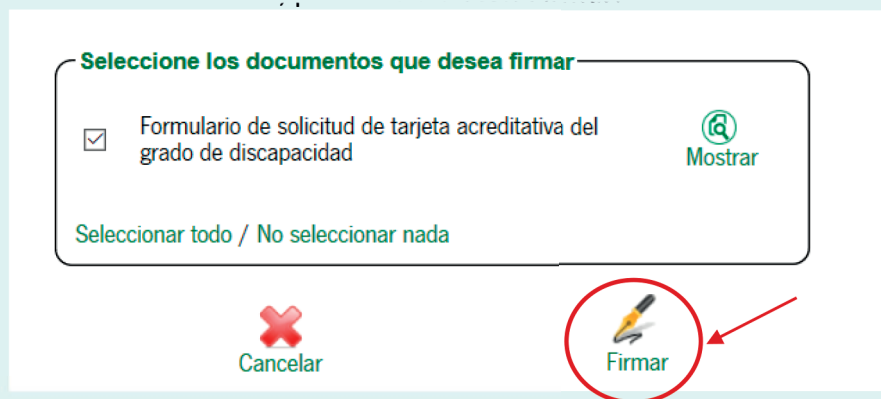 Seleccione los documentos que desea firmar
Formulario de solicitud de tarjeta acreditativa del
grado de discapacidad
Mostrar
Seleccionar todo / No seleccionar nada
Cancelar
Firmar